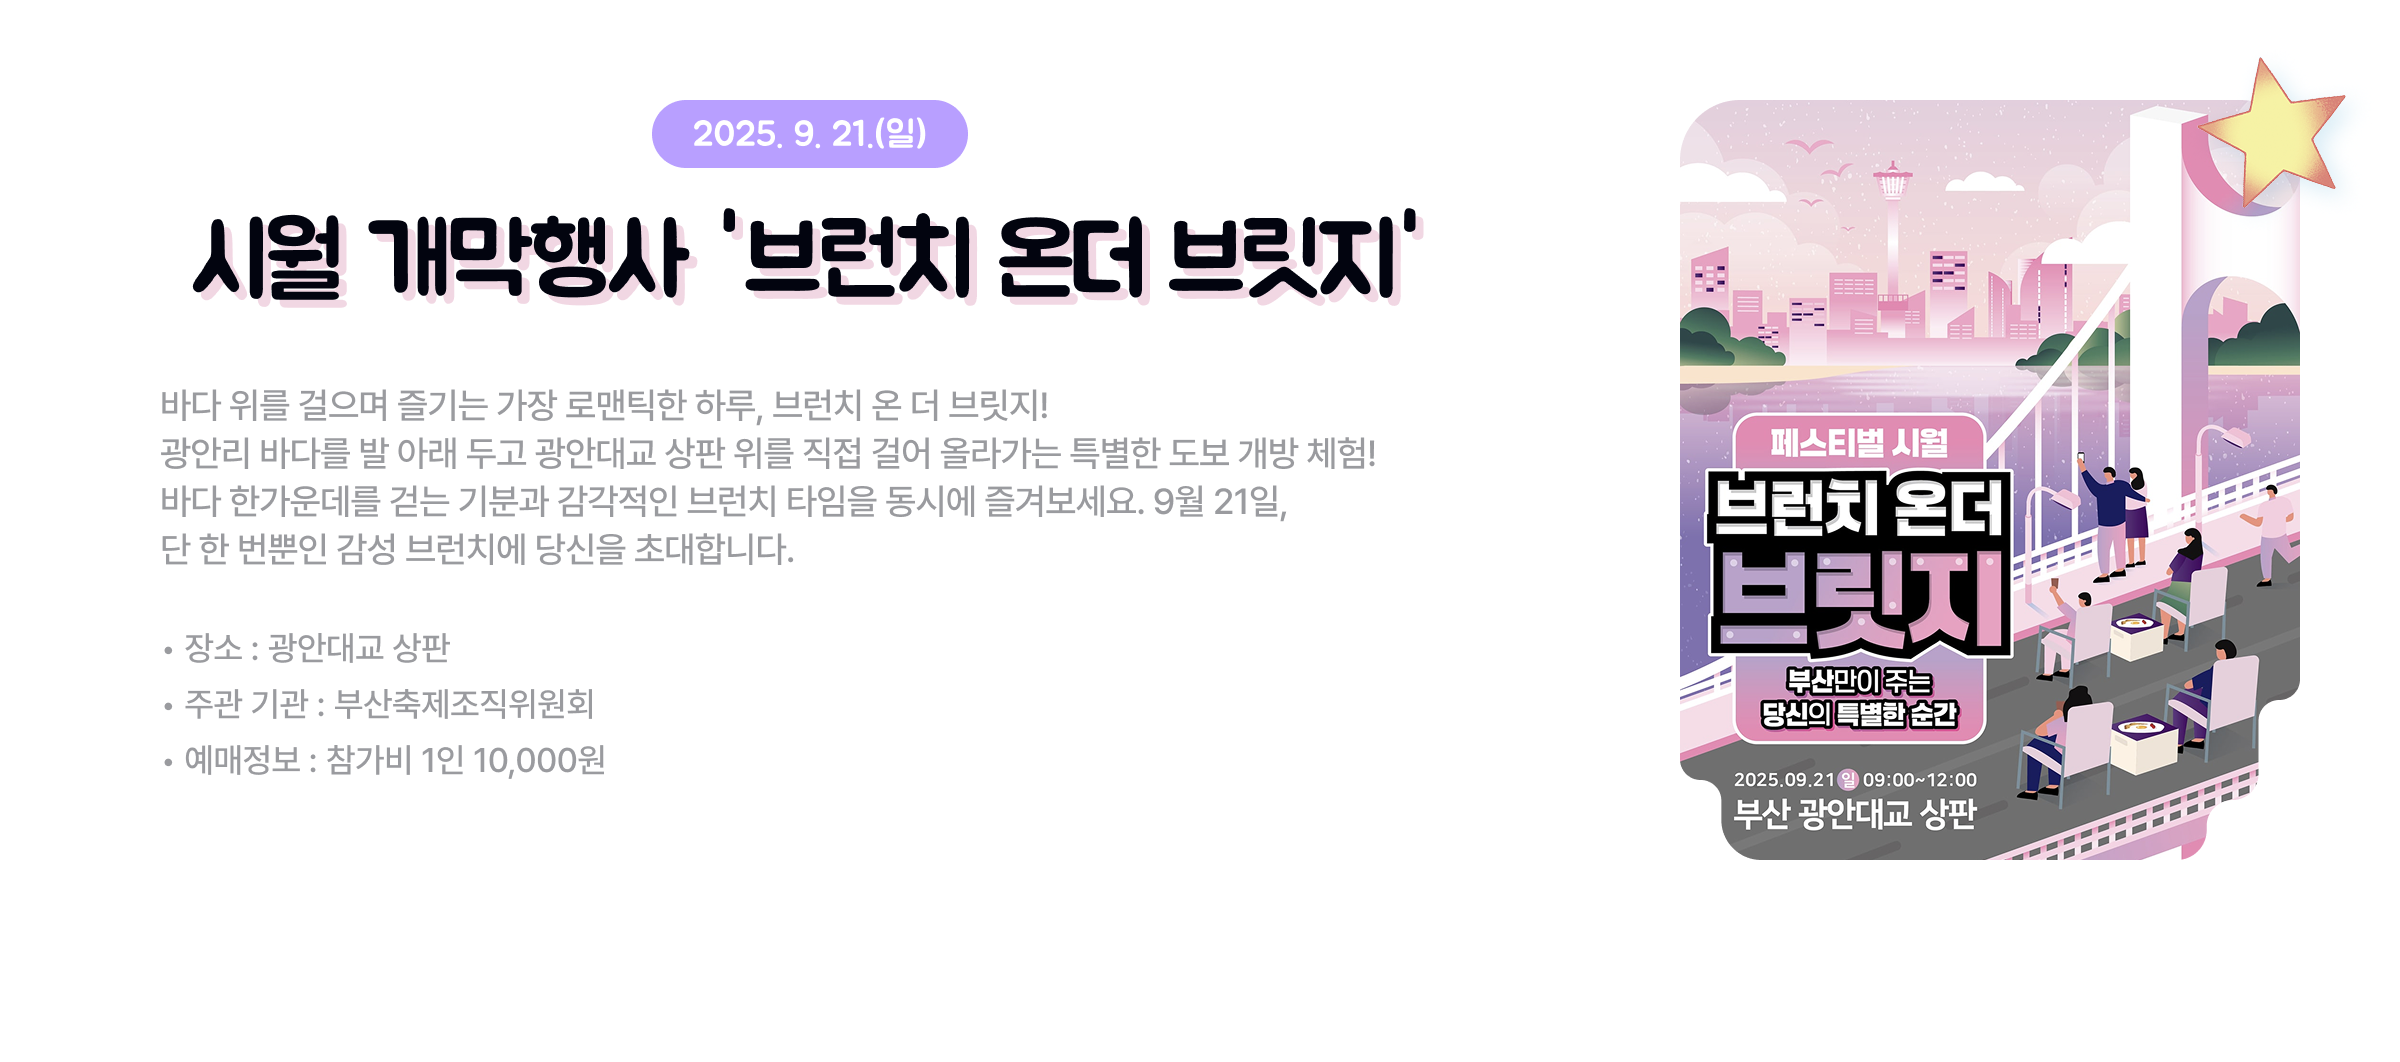 2025. 9. 21.(일)
시월 개막행사 '브런치 온더 브릿지'
바다 위를 걸으며 즐기는 가장 로맨틱한 하루, 브런치 온 더 브릿지!
광안리 바다를 발 아래 두고 광안대교 상판 위를 직접 걸어 올라가는 특별한 도보 개방 체험!
바다 한가운데를 걷는 기분과 감각적인 브런치 타임을 동시에 즐겨보세요. 9월 21일,
단 한 번뿐인 감성 브런치에 당신을 초대합니다.
• 장소 : 광안대교 상판
• 주관 기관 : 부산축제조직위원회
• 예매정보 : 참가비 1인 10,000원
페스티벌 시월
브런치 온더
브릿지
부산만이 주는
당신의 특별한 순간
2025.09.21 일 09:00~12:00
부산 광안대교 상판